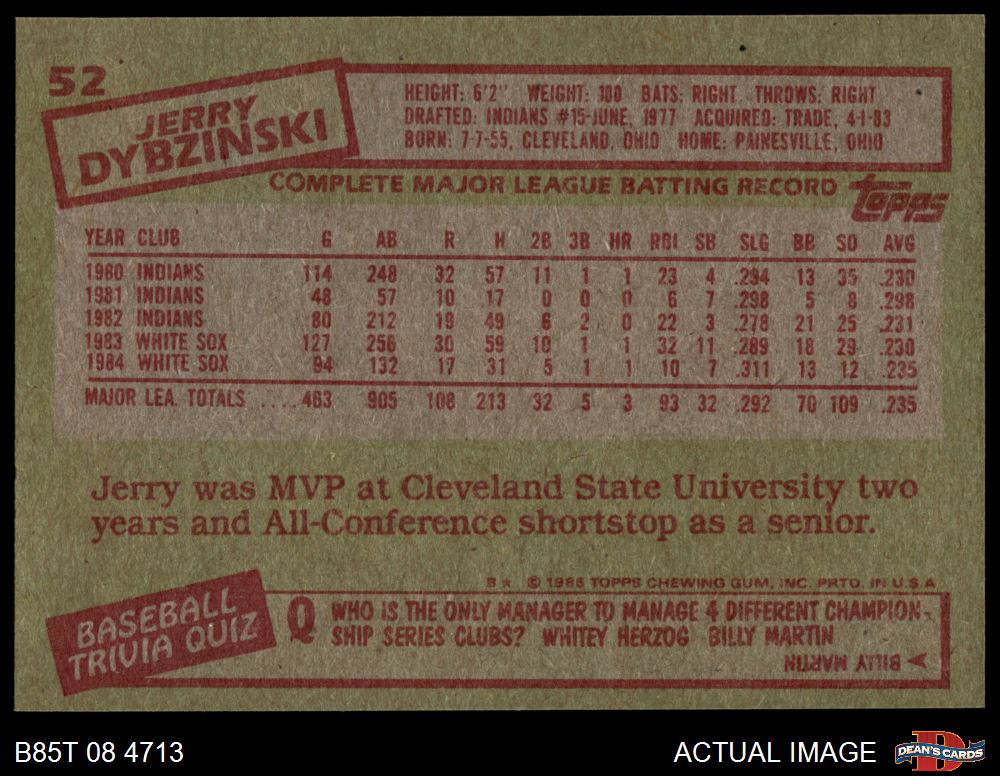 52
JERRY
DYBZINSKI
HEIGHT: 6'2" WEIGHT: 180 BATS: RIGHT THROWS: RIGHT
DRAFTED: INDIANS #15-JUNE, 1977 ACQUIRED: TRADE, 4-1-83
BORN: 7-7-55, CLEVELAND, OHIO HOME: PAINESVILLE, OHIO
COMPLETE MAJOR LEAGUE BATTING RECORD
topps
YEAR CLUB G AB R H 2B 3B HR RBI SB SLG BB SO AVG
1980 INDIANS 114 248 32 57 11 1 1 23 4 .294 13 35 .230
1981 INDIANS 48 57 10 17 0 0 0 6 7 .298 5 8 .298
1982 INDIANS 80 212 19 49 6 2 0 22 3 .278 21 25 .231
1983 WHITE SOX 127 256 30 59 10 1 1 32 11 .289 18 29 .230
1984 WHITE SOX 94 132 17 31 5 1 1 10 7 .311 13 12 .235
MAJOR LEA. TOTALS ....463 905 108 213 32 5 3 93 32 .292 70 109 .235
Jerry was MVP at Cleveland State University two
years and All-Conference shortstop as a senior.
B★ © 1985 TOPPS CHEWING GUM, INC. PRTD. IN U.S.A
BASEBALL
TRIVIA QUIZ
Q WHO IS THE ONLY MANAGER TO MANAGE 4 DIFFERENT CHAMPION-
SHIP SERIES CLUBS? WHITEY HERZOG BILLY MARTIN
BILLY MARTIN
B85T 08 4713
ACTUAL IMAGE
DEAN'S CARDS